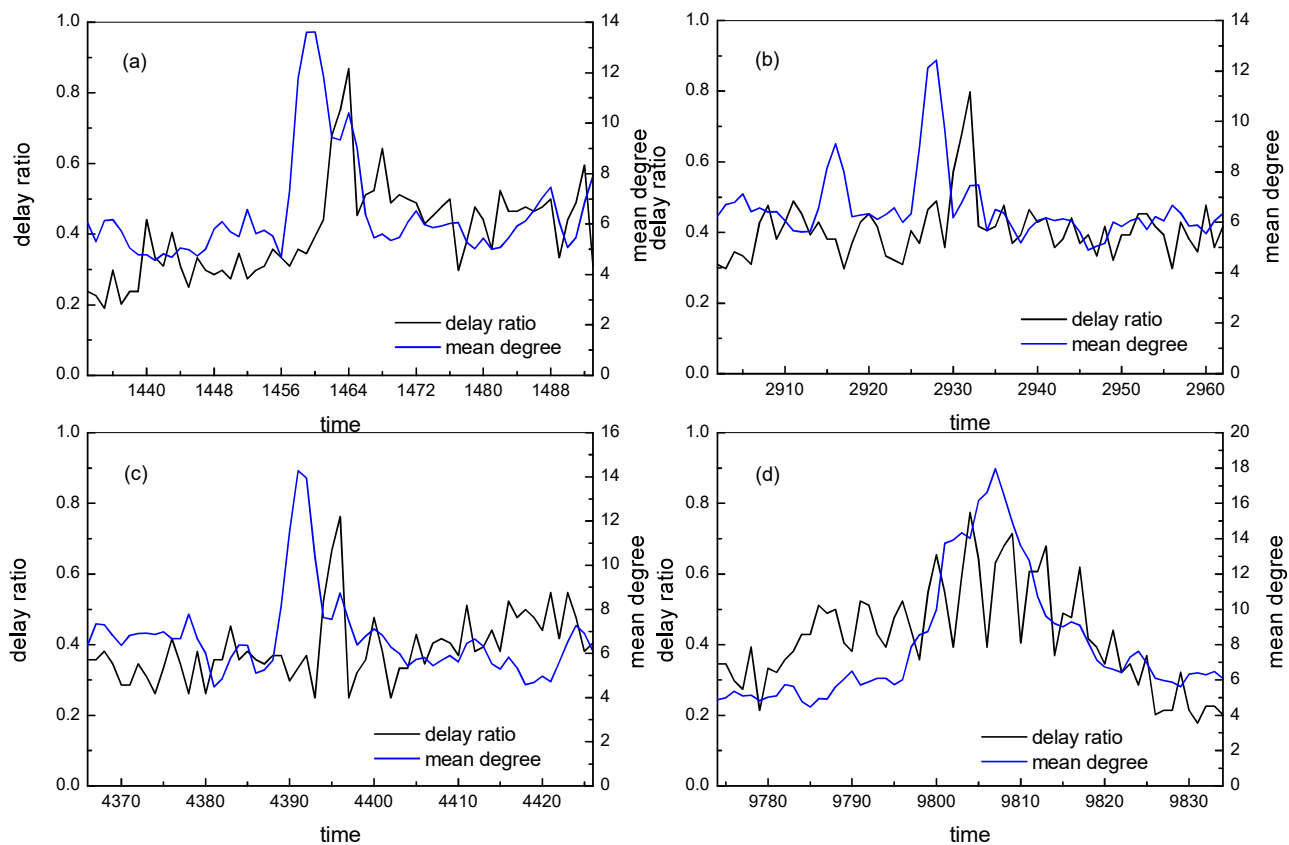 (a)
1.0
0.8
0.6
0.4
0.2
0.0
delay ratio
14
12
10
8
6
4
2
0
mean degree
1440 1448 1456 1464 1472 1480 1488
time
delay ratio
mean degree
(b)
1.0
0.8
0.6
0.4
0.2
0.0
delay ratio
14
12
10
8
6
4
2
0
mean degree
2910 2920 2930 2940 2950 2960
time
delay ratio
mean degree
(c)
1.0
0.8
0.6
0.4
0.2
0.0
delay ratio
16
14
12
10
8
6
4
2
0
mean degree
4370 4380 4390 4400 4410 4420
time
delay ratio
mean degree
(d)
1.0
0.8
0.6
0.4
0.2
0.0
delay ratio
20
18
16
14
12
10
8
6
4
2
0
mean degree
9780 9790 9800 9810 9820 9830
time
delay ratio
mean degree